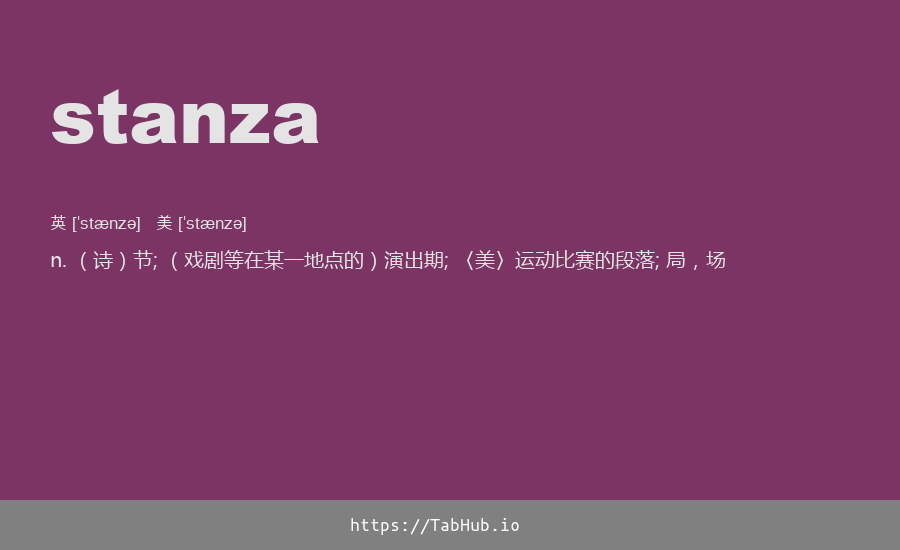 stanza
英 [ˈstænzə]  美 [ˈstænzə]
n. （诗）节; （戏剧等在某一地点的）演出期; 〈美〉运动比赛的段落; 局，场
https://TabHub.io